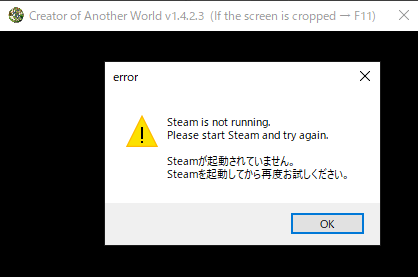 Creator of Another World v1.4.2.3  (If the screen is cropped ー F11)
error
Steam is not running.
Please start Steam and try again.
Steamが起動されていません。
Steamを起動してから再度お試しください。
OK